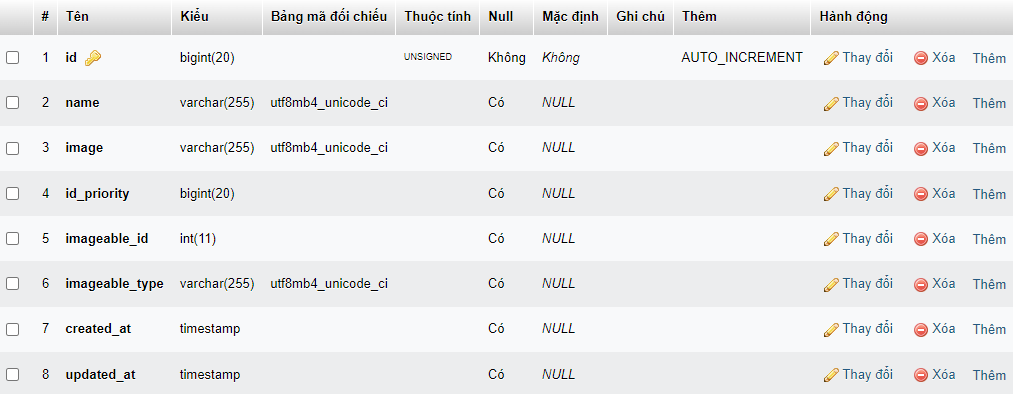 # Tên Kiểu Bảng mã đối chiếu Thuộc tính Null Mặc định Ghi chú Thêm Hành động
1 id bigint(20) UNSIGNED Không Không AUTO_INCREMENT Thay đổi Xóa Thêm
2 name varchar(255) utf8mb4_unicode_ci Có NULL Thay đổi Xóa Thêm
3 image varchar(255) utf8mb4_unicode_ci Có NULL Thay đổi Xóa Thêm
4 id_priority bigint(20) Có NULL Thay đổi Xóa Thêm
5 imageable_id int(11) Có NULL Thay đổi Xóa Thêm
6 imageable_type varchar(255) utf8mb4_unicode_ci Có NULL Thay đổi Xóa Thêm
7 created_at timestamp Có NULL Thay đổi Xóa Thêm
8 updated_at timestamp Có NULL Thay đổi Xóa Thêm